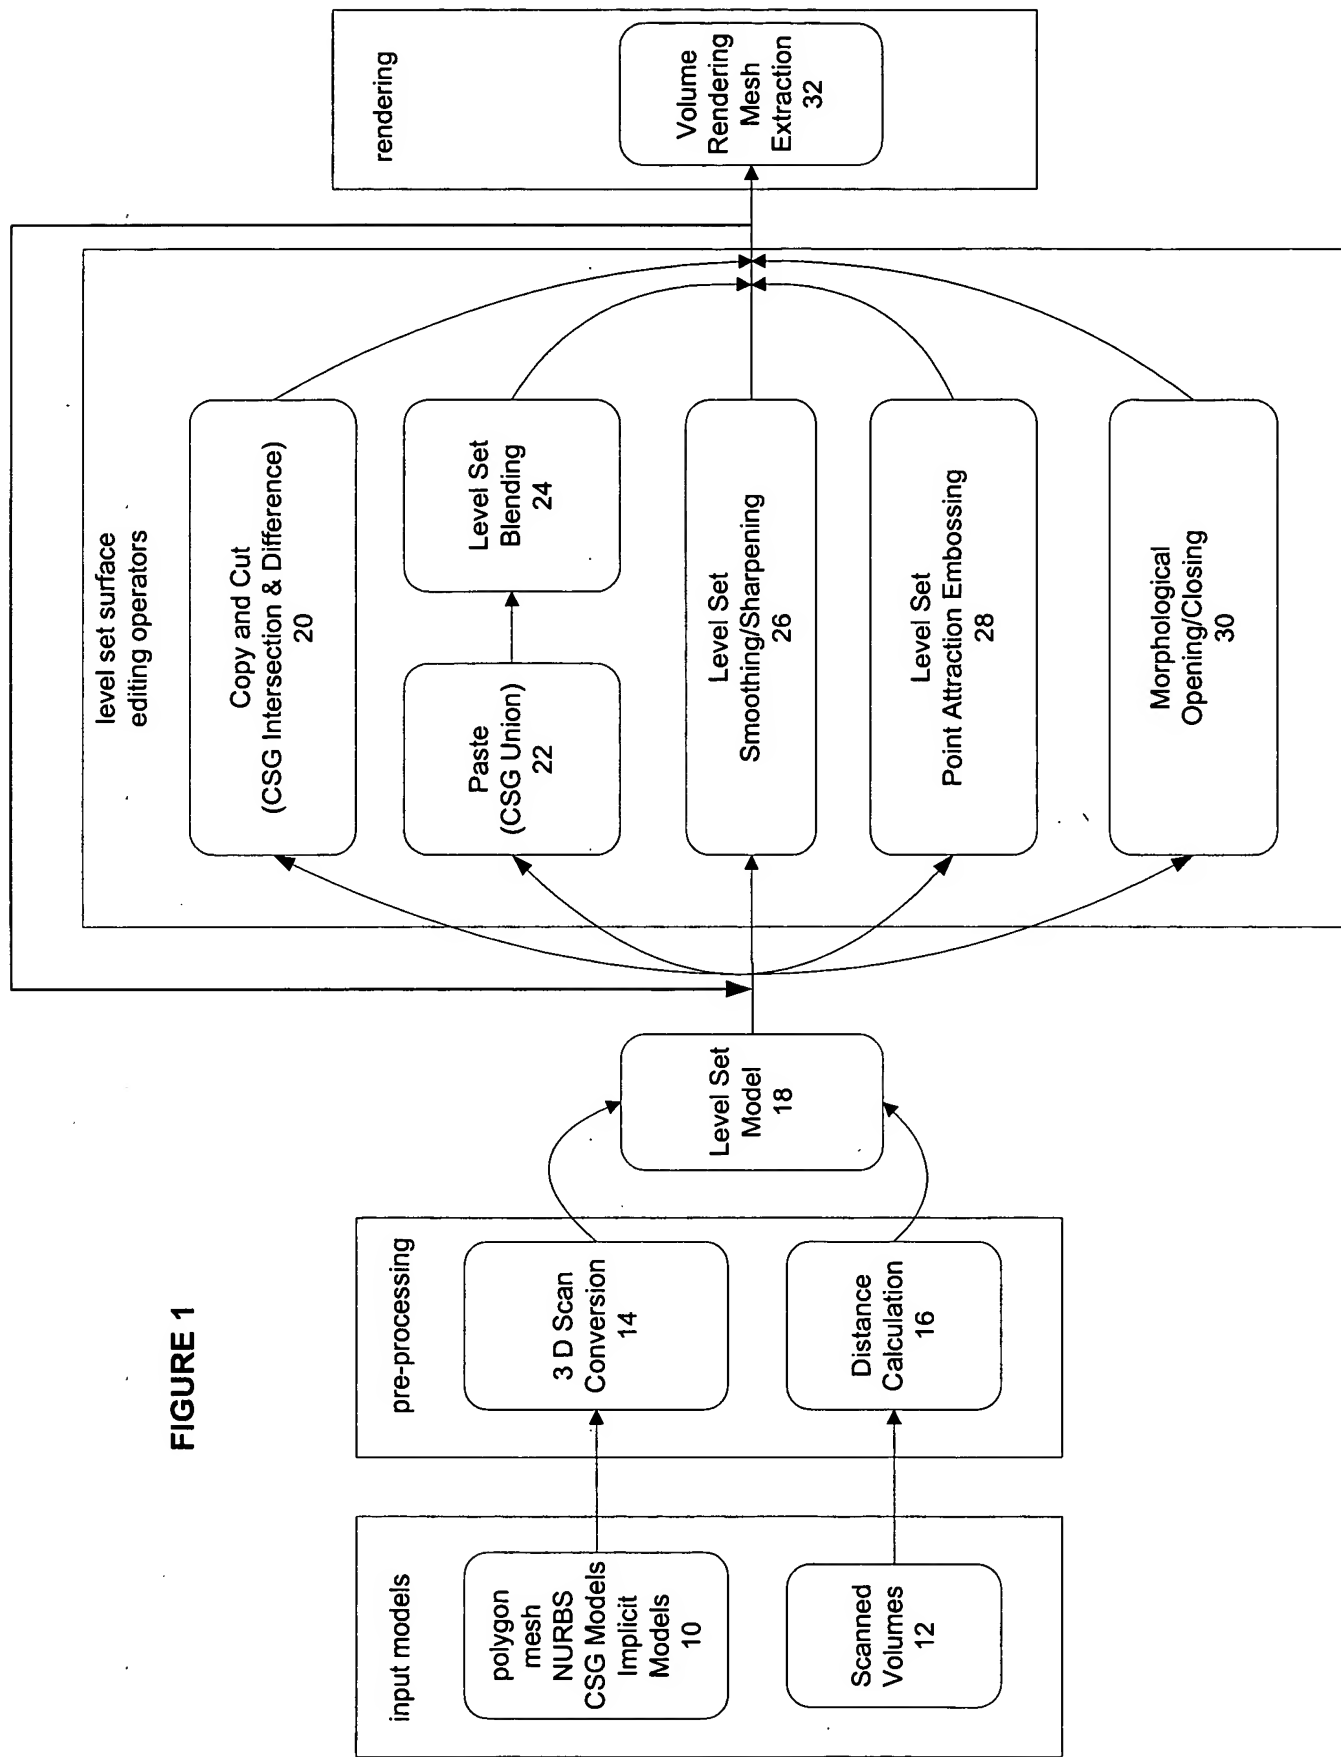 FIGURE 1
input models
polygon
mesh
NURBS
CSG Models
Implicit
Models
10
Scanned
Volumes
12
pre-processing
3 D Scan
Conversion
14
Distance
Calculation
16
Level Set
Model
18
level set surface
editing operators
Copy and Cut
(CSG Intersection & Difference)
20
Paste
(CSG Union)
22
Level Set
Blending
24
Level Set
Smoothing/Sharpening
26
Level Set
Point Attraction Embossing
28
Morphological
Opening/Closing
30
rendering
Volume
Rendering
Mesh
Extraction
32